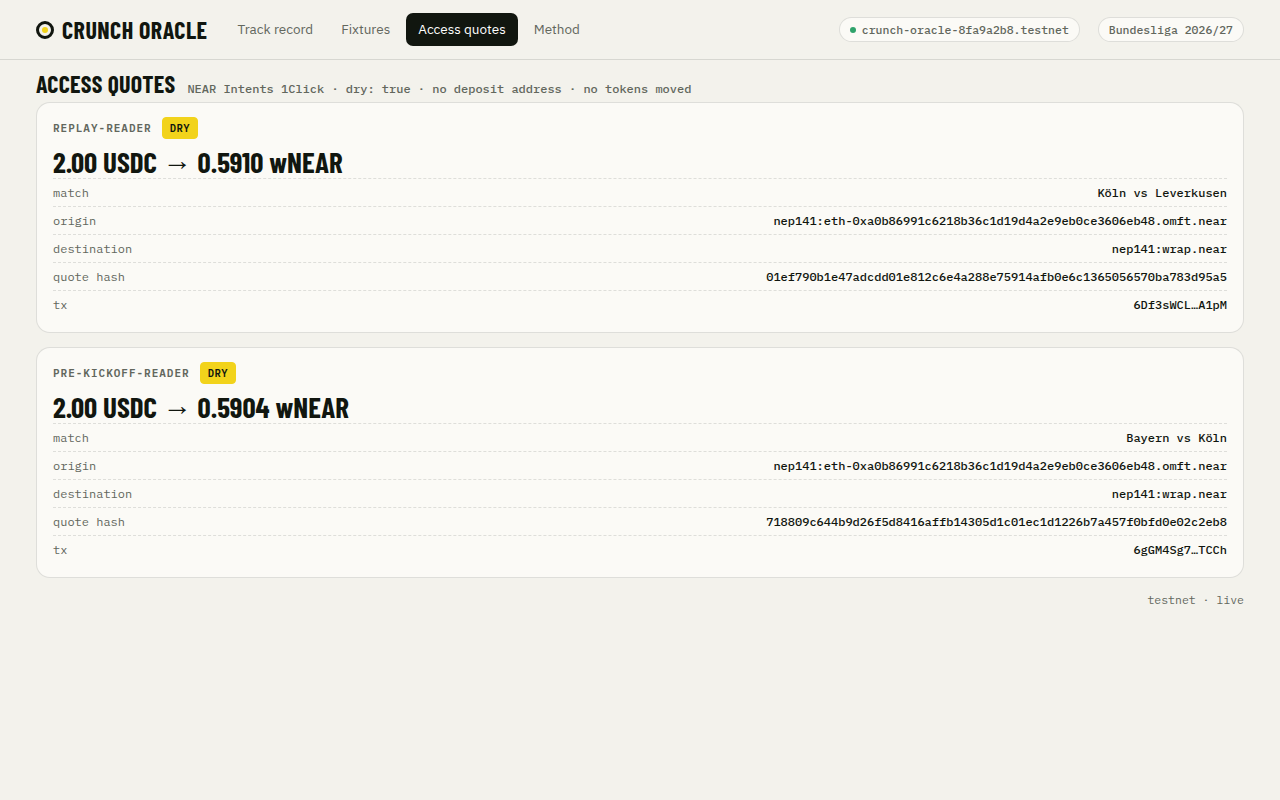 CRUNCH ORACLE Track record Fixtures Access quotes Method crunch-oracle-8fa9a2b8.testnet Bundesliga 2026/27
ACCESS QUOTES NEAR Intents 1Click · dry: true · no deposit address · no tokens moved
REPLAY-READER DRY
2.00 USDC → 0.5910 wNEAR
match Köln vs Leverkusen
origin nep141:eth-0xa0b86991c6218b36c1d19d4a2e9eb0ce3606eb48.omft.near
destination nep141:wrap.near
quote hash 01ef790b1e47adcdd01e812c6e4a288e75914afb0e6c1365056570ba783d95a5
tx 6Df3sWCL…A1pM
PRE-KICKOFF-READER DRY
2.00 USDC → 0.5904 wNEAR
match Bayern vs Köln
origin nep141:eth-0xa0b86991c6218b36c1d19d4a2e9eb0ce3606eb48.omft.near
destination nep141:wrap.near
quote hash 718809c644b9d26f5d8416affb14305d1c01ec1d1226b7a457f0bfd0e02c2eb8
tx 6gGM4Sg7…TCCh
testnet · live